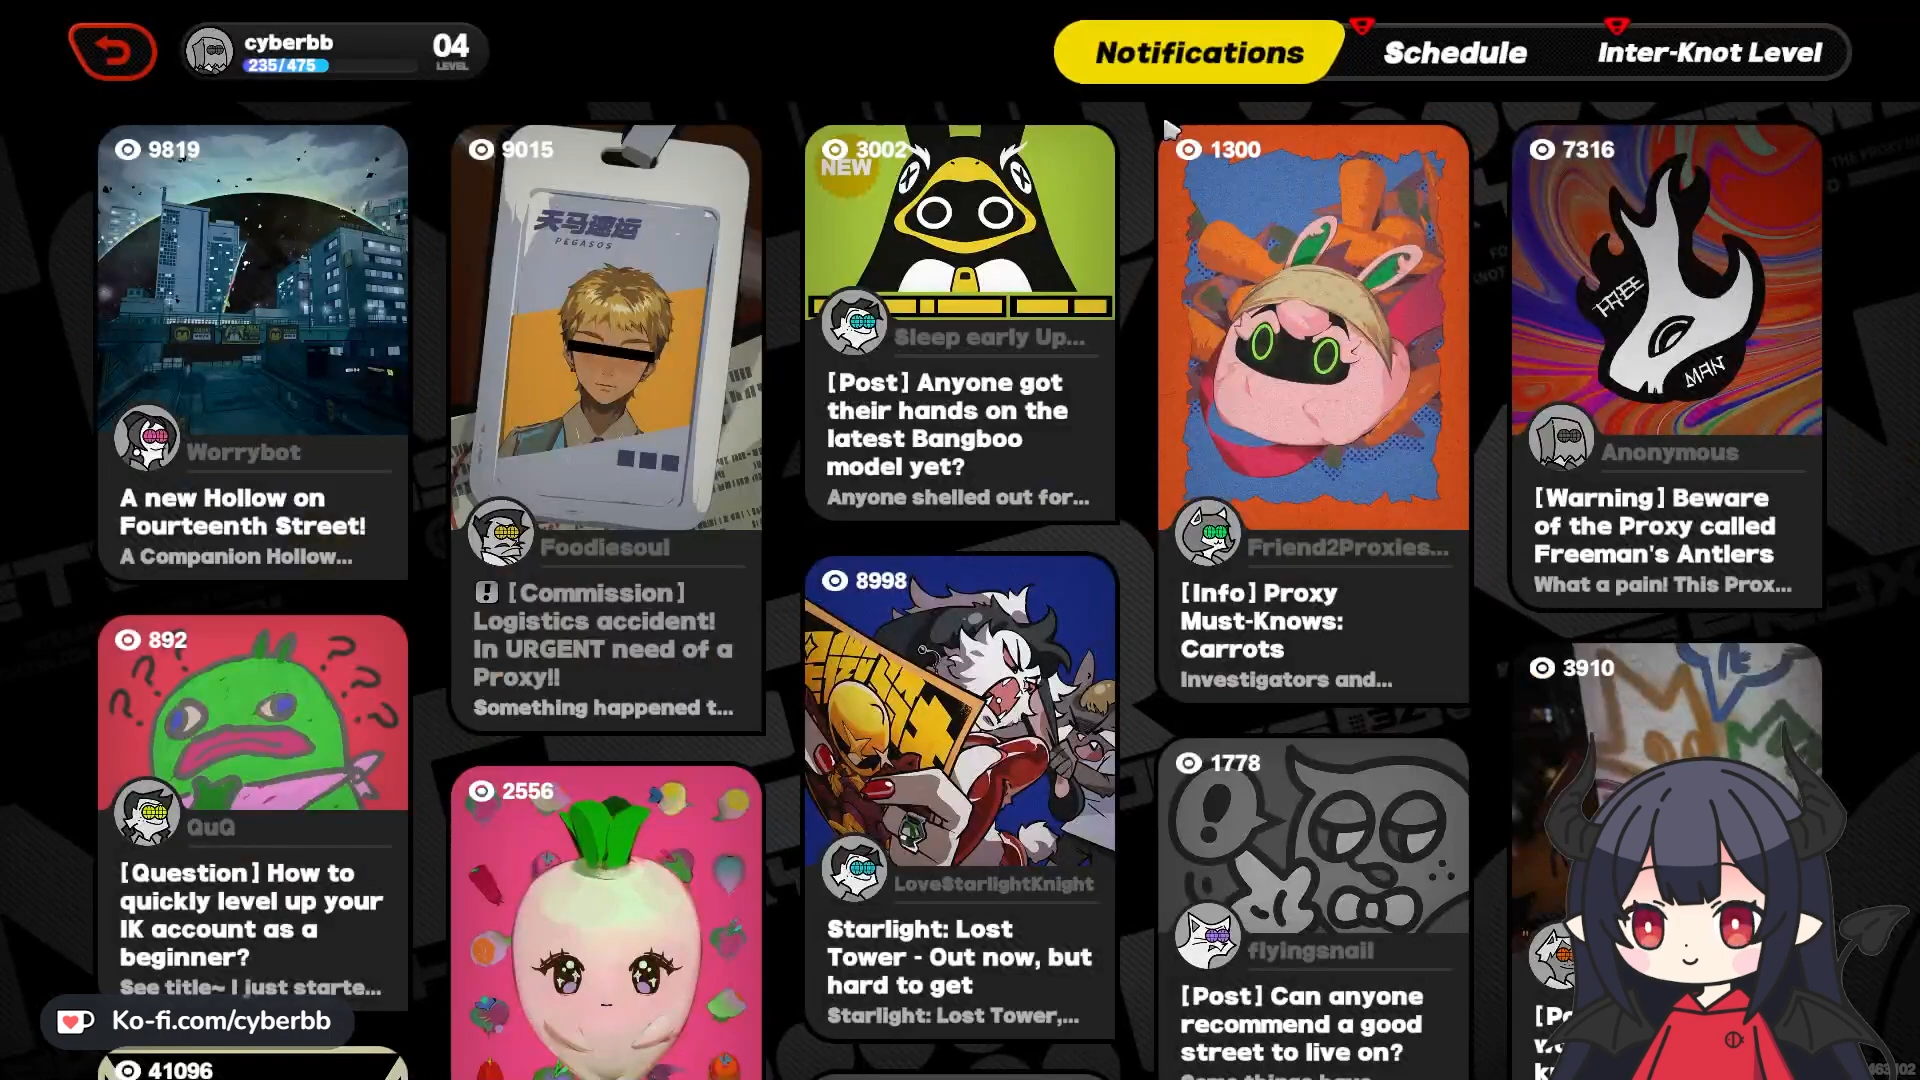 cyberbb
235/475
04
LEVEL
Notifications
Schedule
Inter-Knot Level
9819
Worrybot
A new Hollow on
Fourteenth Street!
A Companion Hollow...
892
QuQ
[Question] How to
quickly level up your
IK account as a
beginner?
See title~ I just starte...
Ko-fi.com/cyberbb
41096
9015
天马速运
PEGASOS
Foodiesoul
[Commission]
Logistics accident!
In URGENT need of a
Proxy!!
Something happened t...
2556
3002
NEW
Sleep early Up...
[Post] Anyone got
their hands on the
latest Bangboo
model yet?
Anyone shelled out for...
8998
LoveStarlightKnight
Starlight: Lost
Tower - Out now, but
hard to get
Starlight: Lost Tower,...
1300
Friend2Proxies...
[Info] Proxy
Must-Knows:
Carrots
Investigators and...
1778
flyingsnail
[Post] Can anyone
recommend a good
street to live on?
7316
FREE
MAN
Anonymous
[Warning] Beware
of the Proxy called
Freeman's Antlers
What a pain! This Prox...
3910